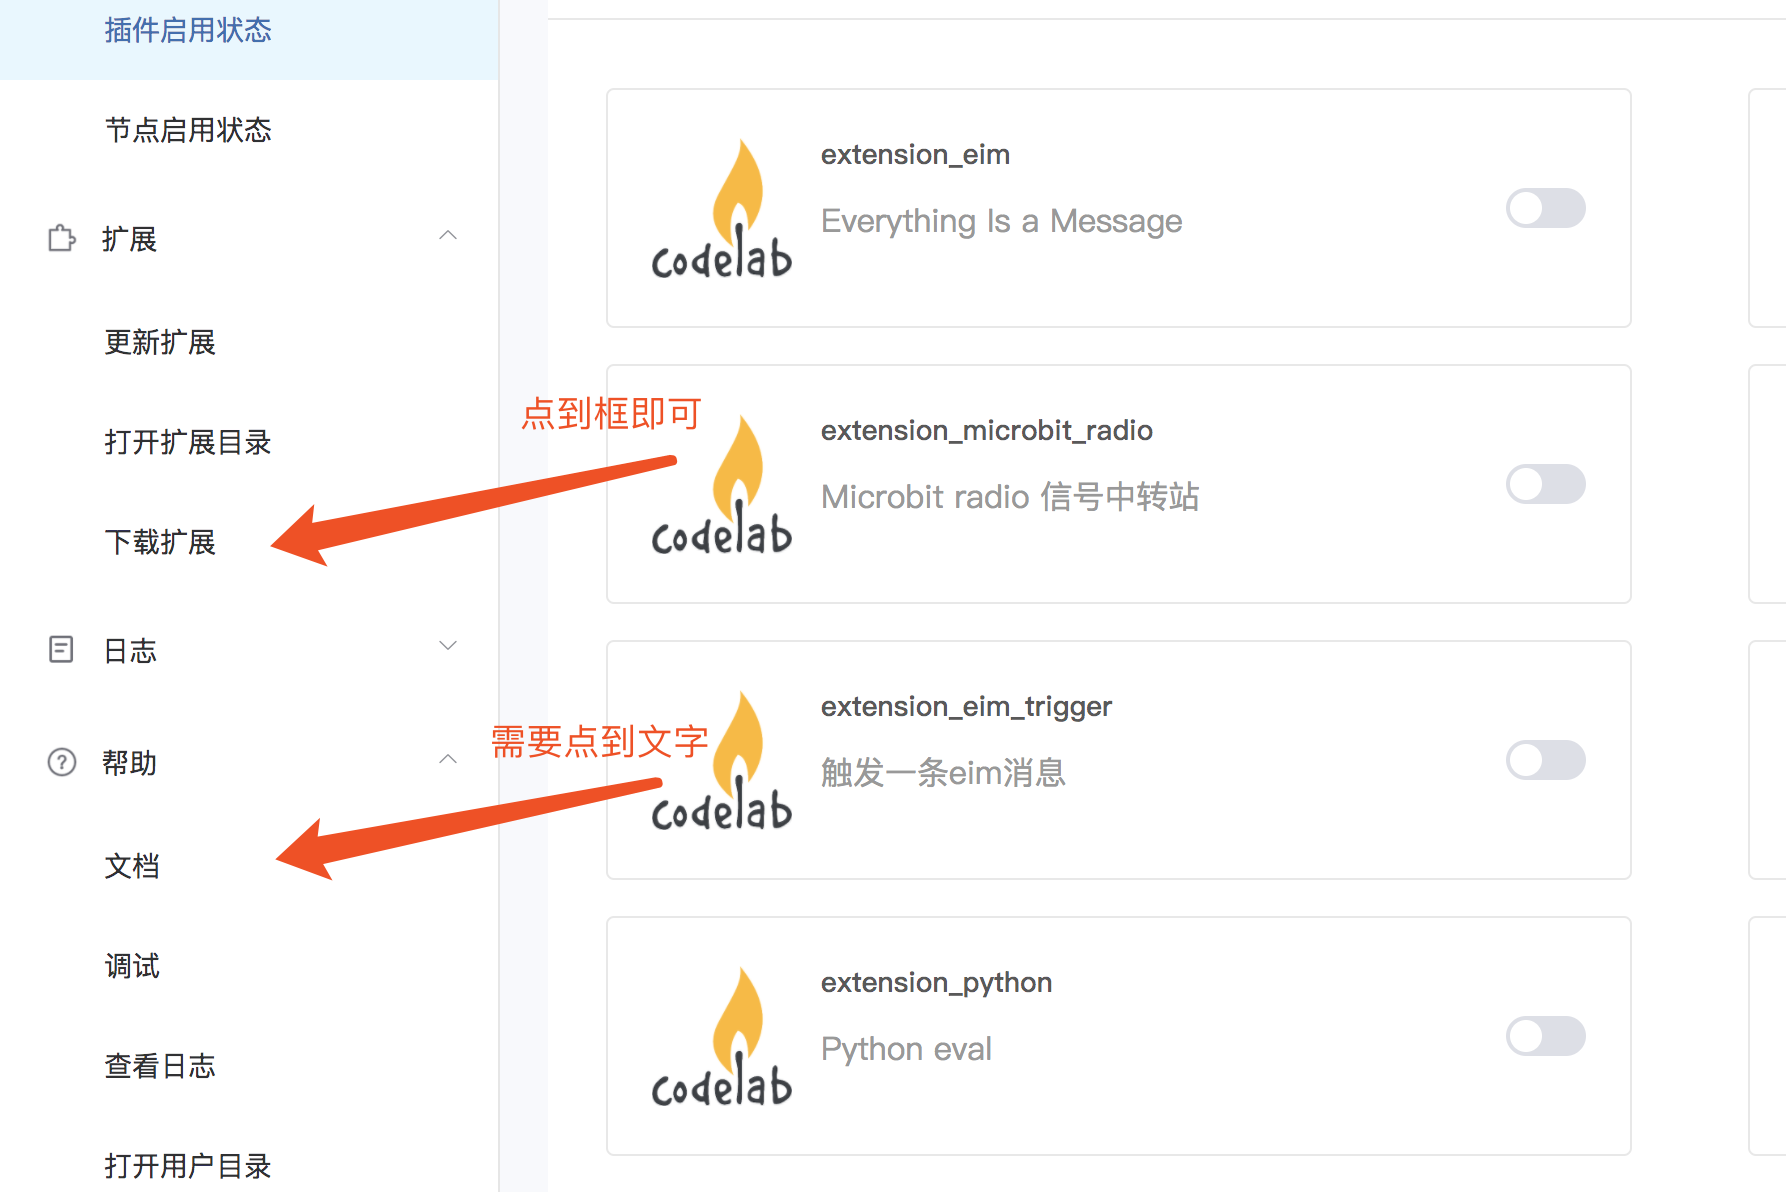 插件启用状态
节点启用状态
扩展
更新扩展
打开扩展目录
下载扩展
日志
帮助
文档
调试
查看日志
打开用户目录
点到框即可
需要点到文字
codelab
extension_eim
Everything Is a Message
codelab
extension_microbit_radio
Microbit radio 信号中转站
codelab
extension_eim_trigger
触发一条eim消息
codelab
extension_python
Python eval